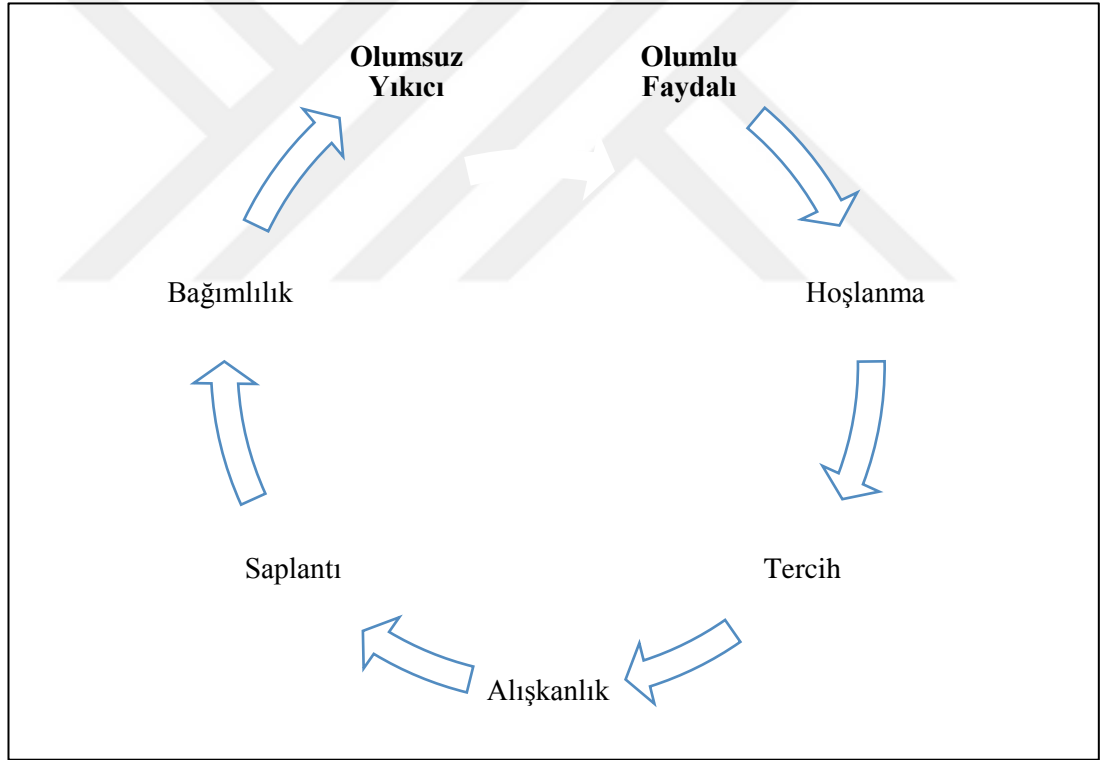 Olumsuz
Yıkıcı
Olumlu
Faydalı
Hoşlanma
Tercih
Alışkanlık
Saplantı
Bağımlılık